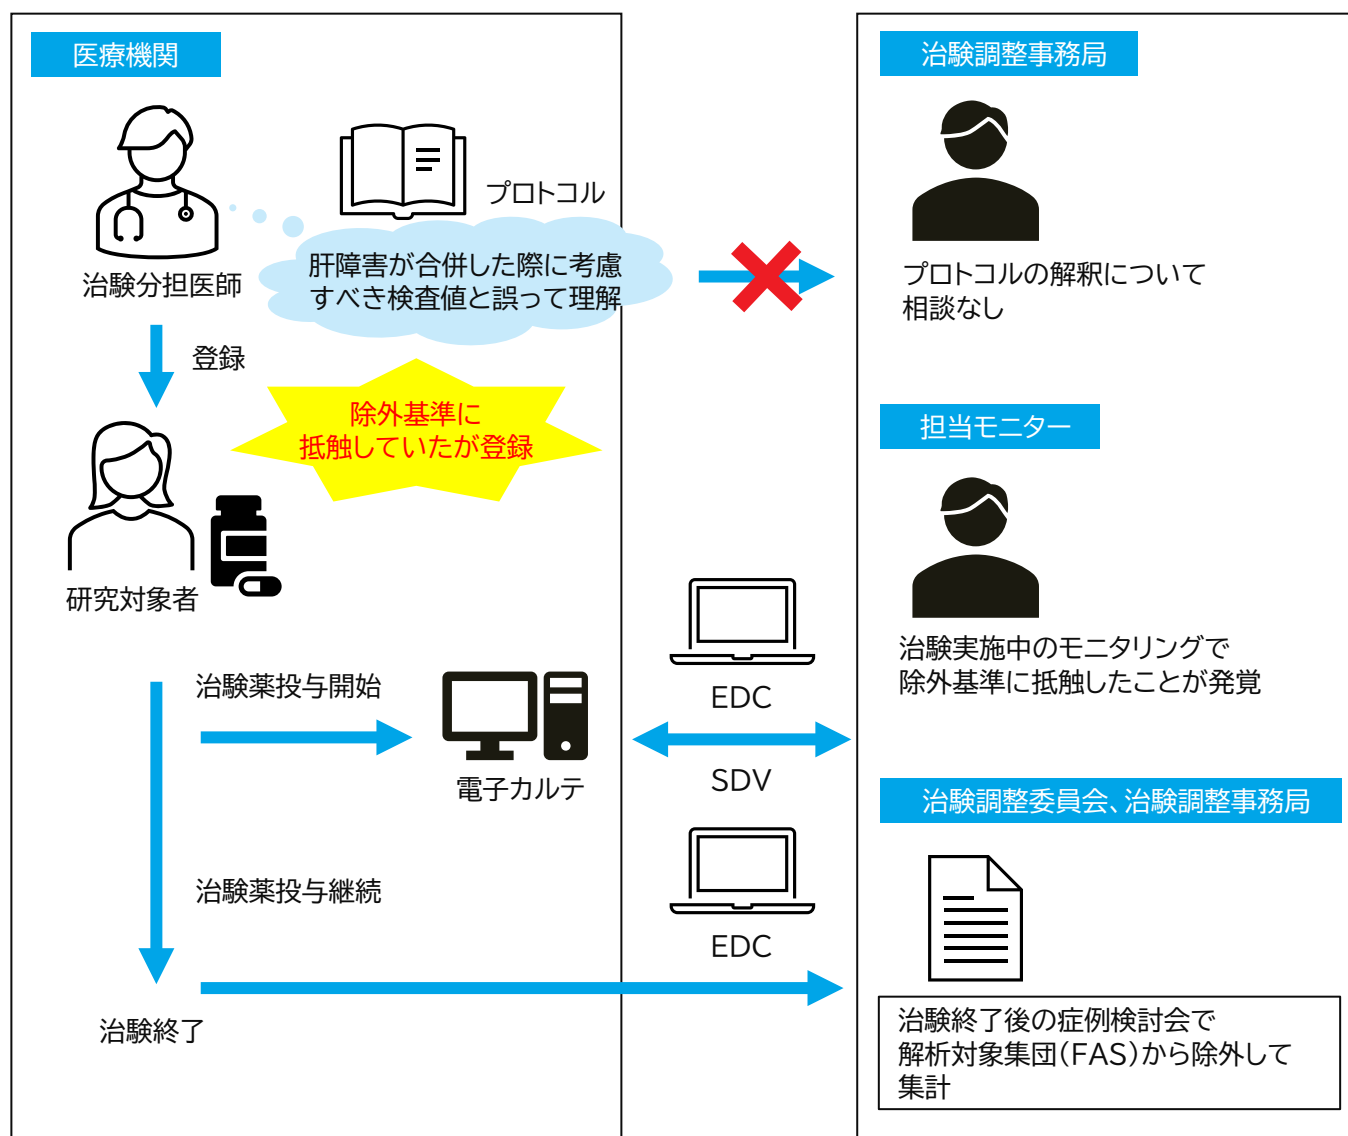 医療機関
治験分担医師
プロトコル
肝障害が合併した際に考慮
すべき検査値と誤って理解
登録
除外基準に
抵触していたが登録
研究対象者
治験薬投与開始
電子カルテ
治験薬投与継続
治験終了
EDC
SDV
EDC
治験調整事務局
プロトコルの解釈について
相談なし
担当モニター
治験実施中のモニタリングで
除外基準に抵触したことが発覚
治験調整委員会、治験調整事務局
治験終了後の症例検討会で
解析対象集団(FAS)から除外して
集計